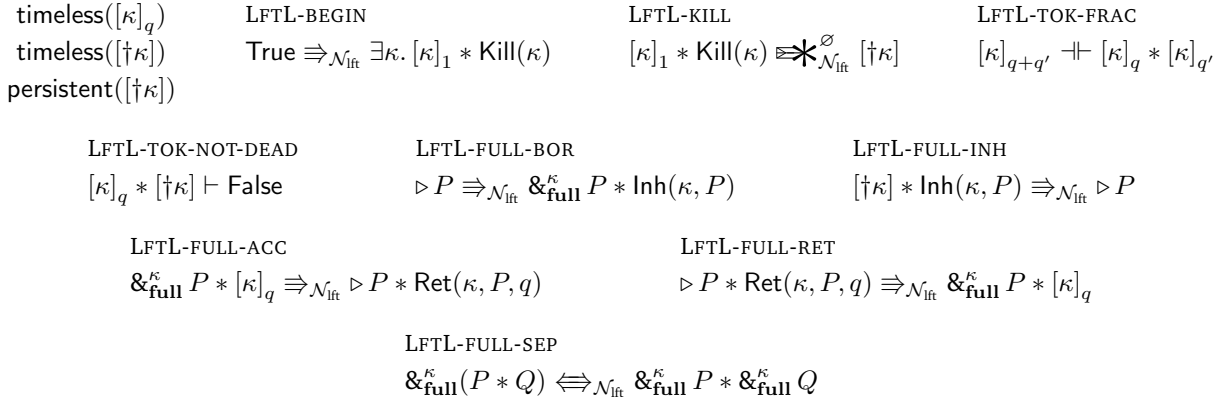 timeless([κ]_q)
timeless([†κ])
persistent([†κ])
LFTL-BEGIN
True ⇛_{𝒩_lft} ∃κ. [κ]_1 ∗ Kill(κ)
LFTL-KILL
[κ]_1 ∗ Kill(κ) ▷≡∗^∅_{𝒩_lft} [†κ]
LFTL-TOK-FRAC
[κ]_{q+q′} ⊣⊢ [κ]_q ∗ [κ]_{q′}
LFTL-TOK-NOT-DEAD
[κ]_q ∗ [†κ] ⊢ False
LFTL-FULL-BOR
▷ P ⇛_{𝒩_lft} &^κ_full P ∗ Inh(κ, P)
LFTL-FULL-INH
[†κ] ∗ Inh(κ, P) ⇛_{𝒩_lft} ▷ P
LFTL-FULL-ACC
&^κ_full P ∗ [κ]_q ⇛_{𝒩_lft} ▷ P ∗ Ret(κ, P, q)
LFTL-FULL-RET
▷ P ∗ Ret(κ, P, q) ⇛_{𝒩_lft} &^κ_full P ∗ [κ]_q
LFTL-FULL-SEP
&^κ_full(P ∗ Q) ⇚⇛_{𝒩_lft} &^κ_full P ∗ &^κ_full Q